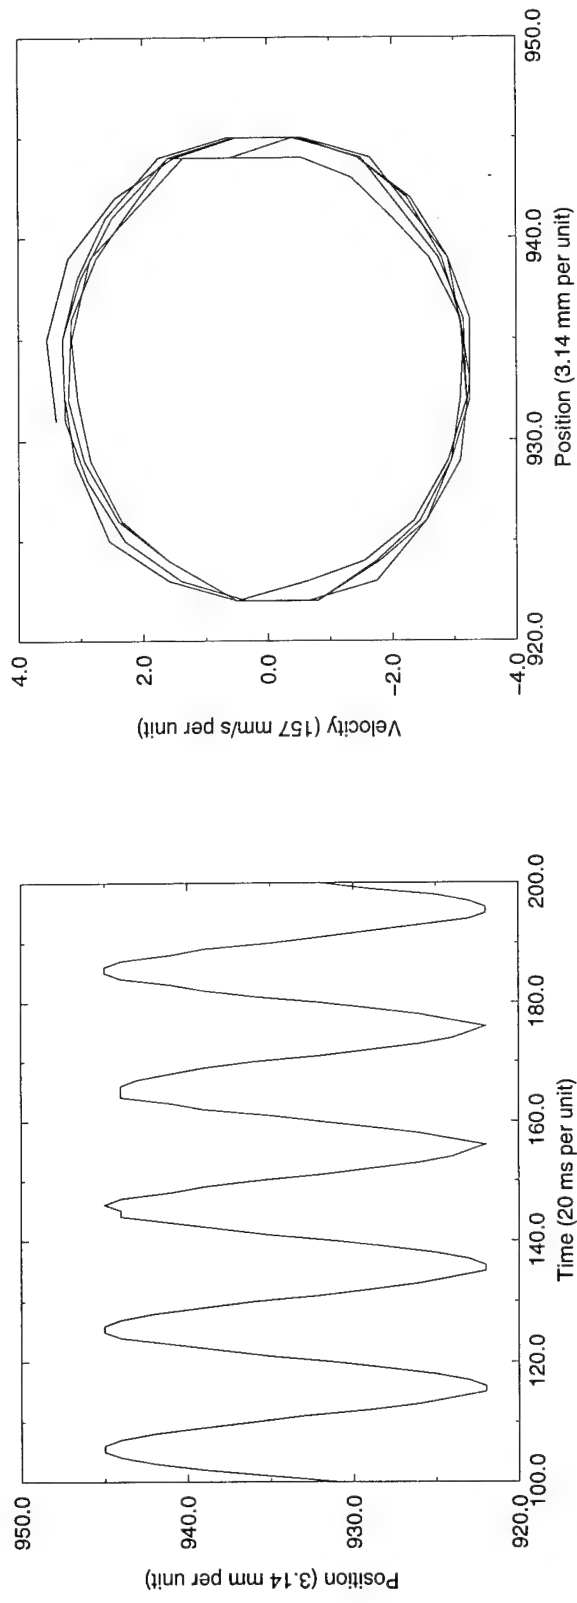 950.0
940.0
930.0
920.0
Position (3.14 mm per unit)
100.0 120.0 140.0 160.0 180.0 200.0
Time (20 ms per unit)
4.0
2.0
0.0
-2.0
-4.0
Velocity (157 mm/s per unit)
920.0 930.0 940.0 950.0
Position (3.14 mm per unit)